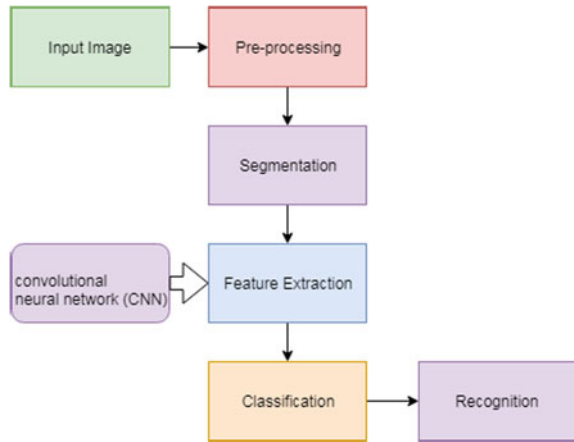 Input Image
Pre-processing
Segmentation
convolutional
neural network (CNN)
Feature Extraction
Classification
Recognition